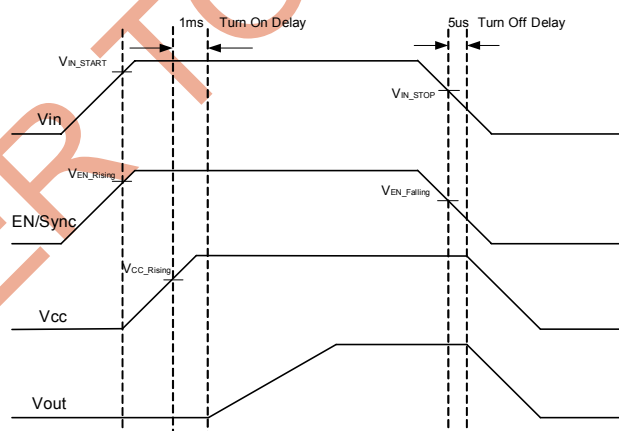 1ms Turn On Delay
5us Turn Off Delay
VIN_START
VIN_STOP
Vin
VEN_Rising
VEN_Falling
EN/Sync
VCC_Rising
Vcc
Vout